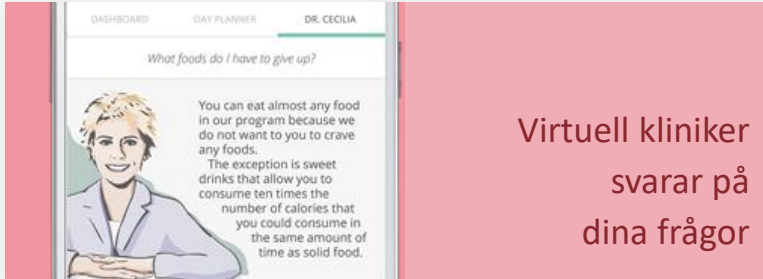 DASHBOARD DAY PLANNER DR. CECILIA
What foods do I have to give up?
You can eat almost any food
in our program because we
do not want to you to crave
any foods.
The exception is sweet
drinks that allow you to
consume ten times the
number of calories that
you could consume in
the same amount of
time as solid food.
Virtuell kliniker
svarar på
dina frågor